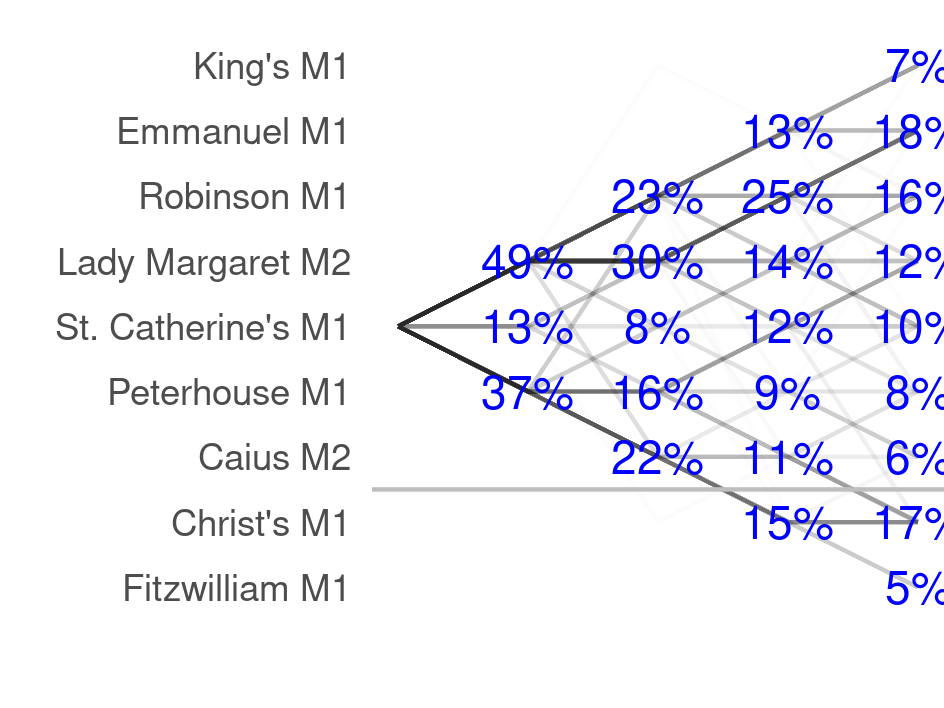 King's M1 7%
Emmanuel M1 13% 18%
Robinson M1 23% 25% 16%
Lady Margaret M2 49% 30% 14% 12%
St. Catherine's M1 13% 8% 12% 10%
Peterhouse M1 37% 16% 9% 8%
Caius M2 22% 11% 6%
Christ's M1 15% 17%
Fitzwilliam M1 5%